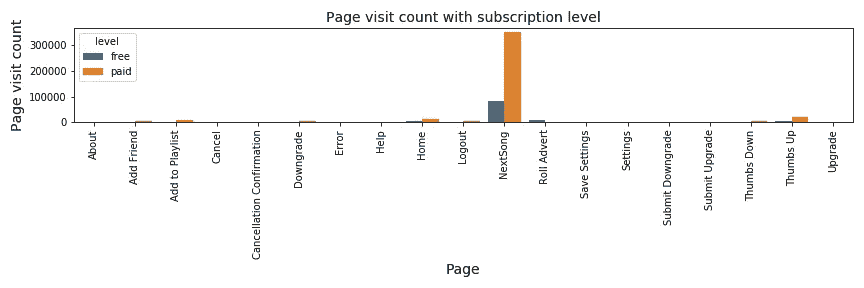 Page visit count with subscription level
Page visit count
300000
200000
100000
0
level
free
paid
About
Add Friend
Add to Playlist
Cancel
Cancellation Confirmation
Downgrade
Error
Help
Home
Logout
NextSong
Roll Advert
Save Settings
Settings
Submit Downgrade
Submit Upgrade
Thumbs Down
Thumbs Up
Upgrade
Page